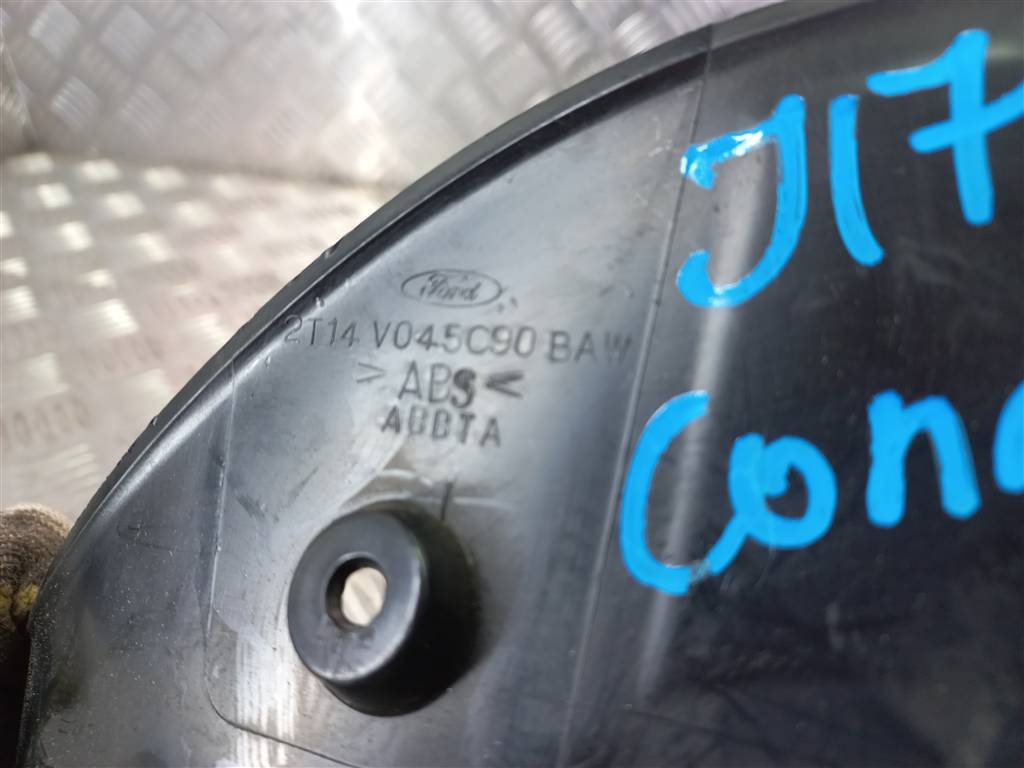 J17
Ford
2T14 V045C90 BAW
>ABS<
ABBTA
Con